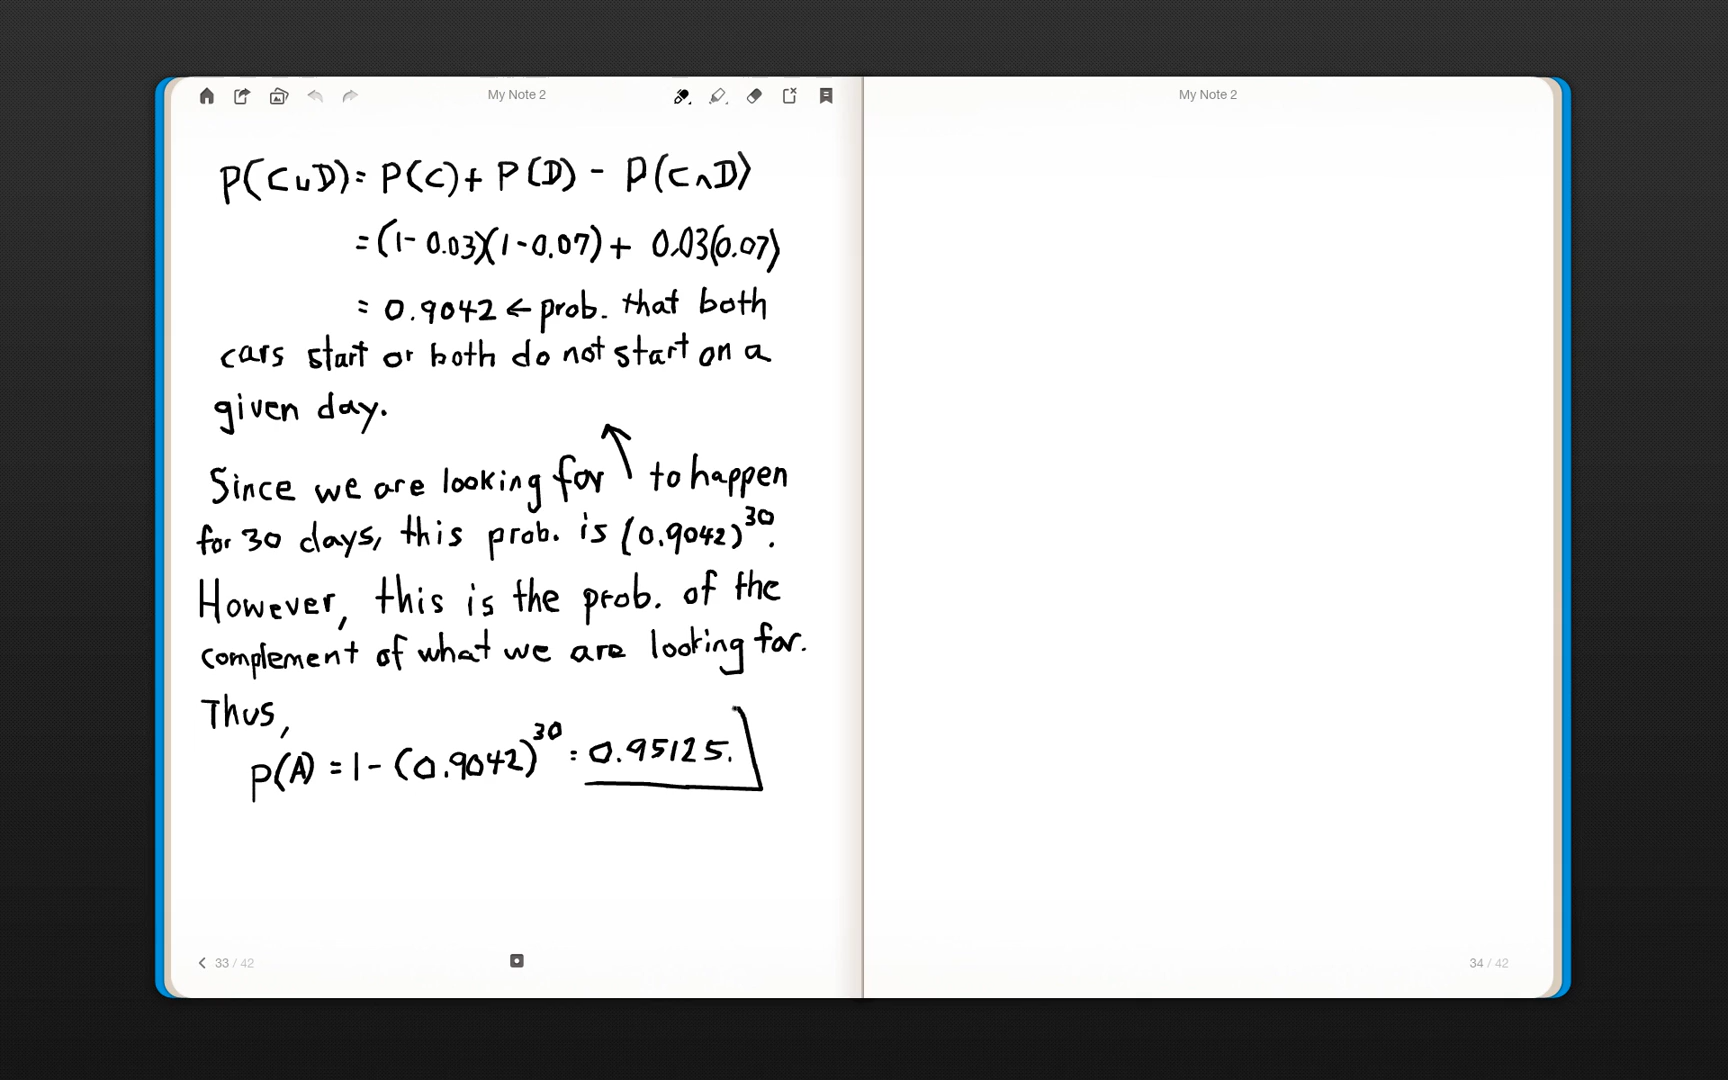 My Note 2
P(C∪D) = P(C) + P(D) - P(C∩D)
= (1 - 0.03)(1 - 0.07) + 0.03(0.07)
= 0.9042 ← prob. that both
cars start or both do not start on a
given day.
Since we are looking for ↑ to happen
for 30 days, this prob. is (0.9042)^30.
However, this is the prob. of the
complement of what we are looking for.
Thus,
P(A) = 1 - (0.9042)^30 = 0.95125.
33 / 42
My Note 2
34 / 42